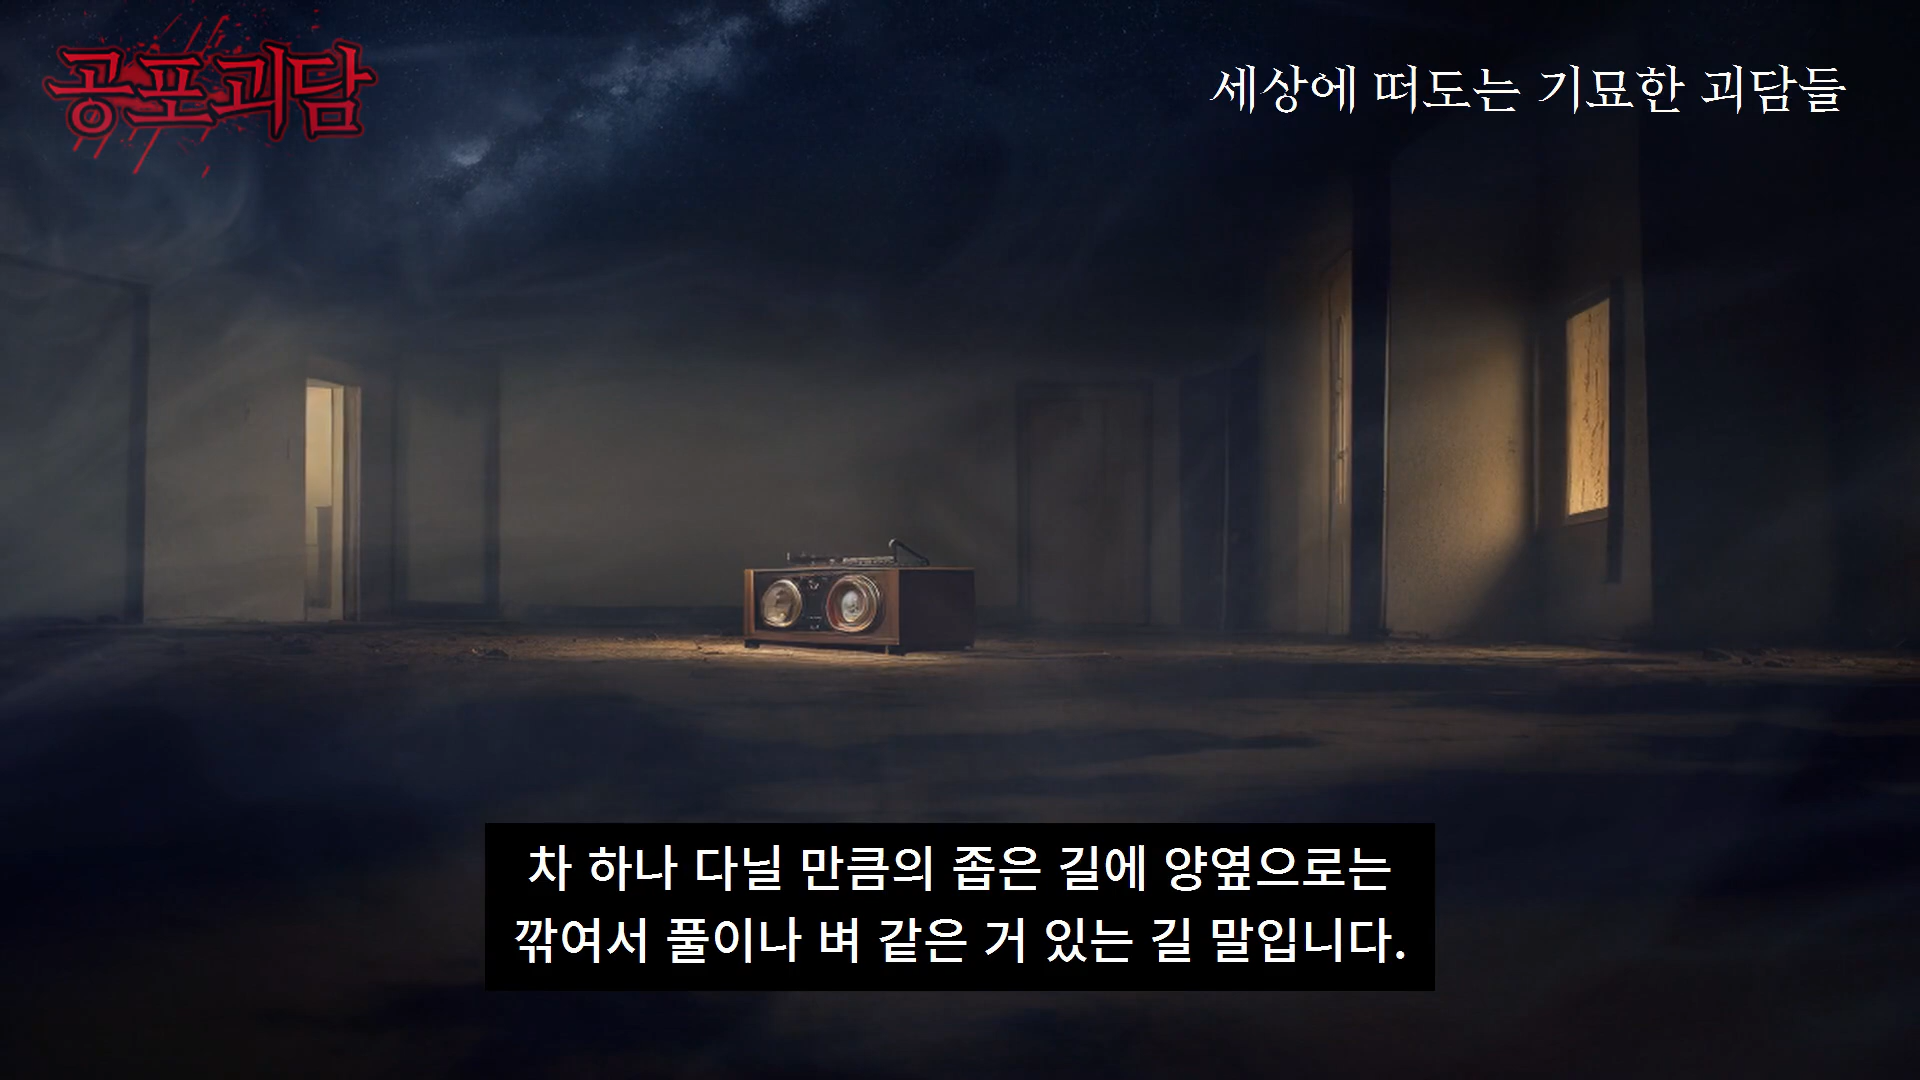 공포괴담
세상에 떠도는 기묘한 괴담들
차 하나 다닐 만큼의 좁은 길에 양옆으로는
깎여서 풀이나 벼 같은 거 있는 길 말입니다.